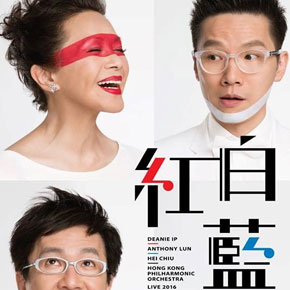 紅白
藍
DEANIE IP
ANTHONY LUN
HEI CHIU
HONG KONG
PHILHARMONIC
ORCHESTRA
LIVE 2016